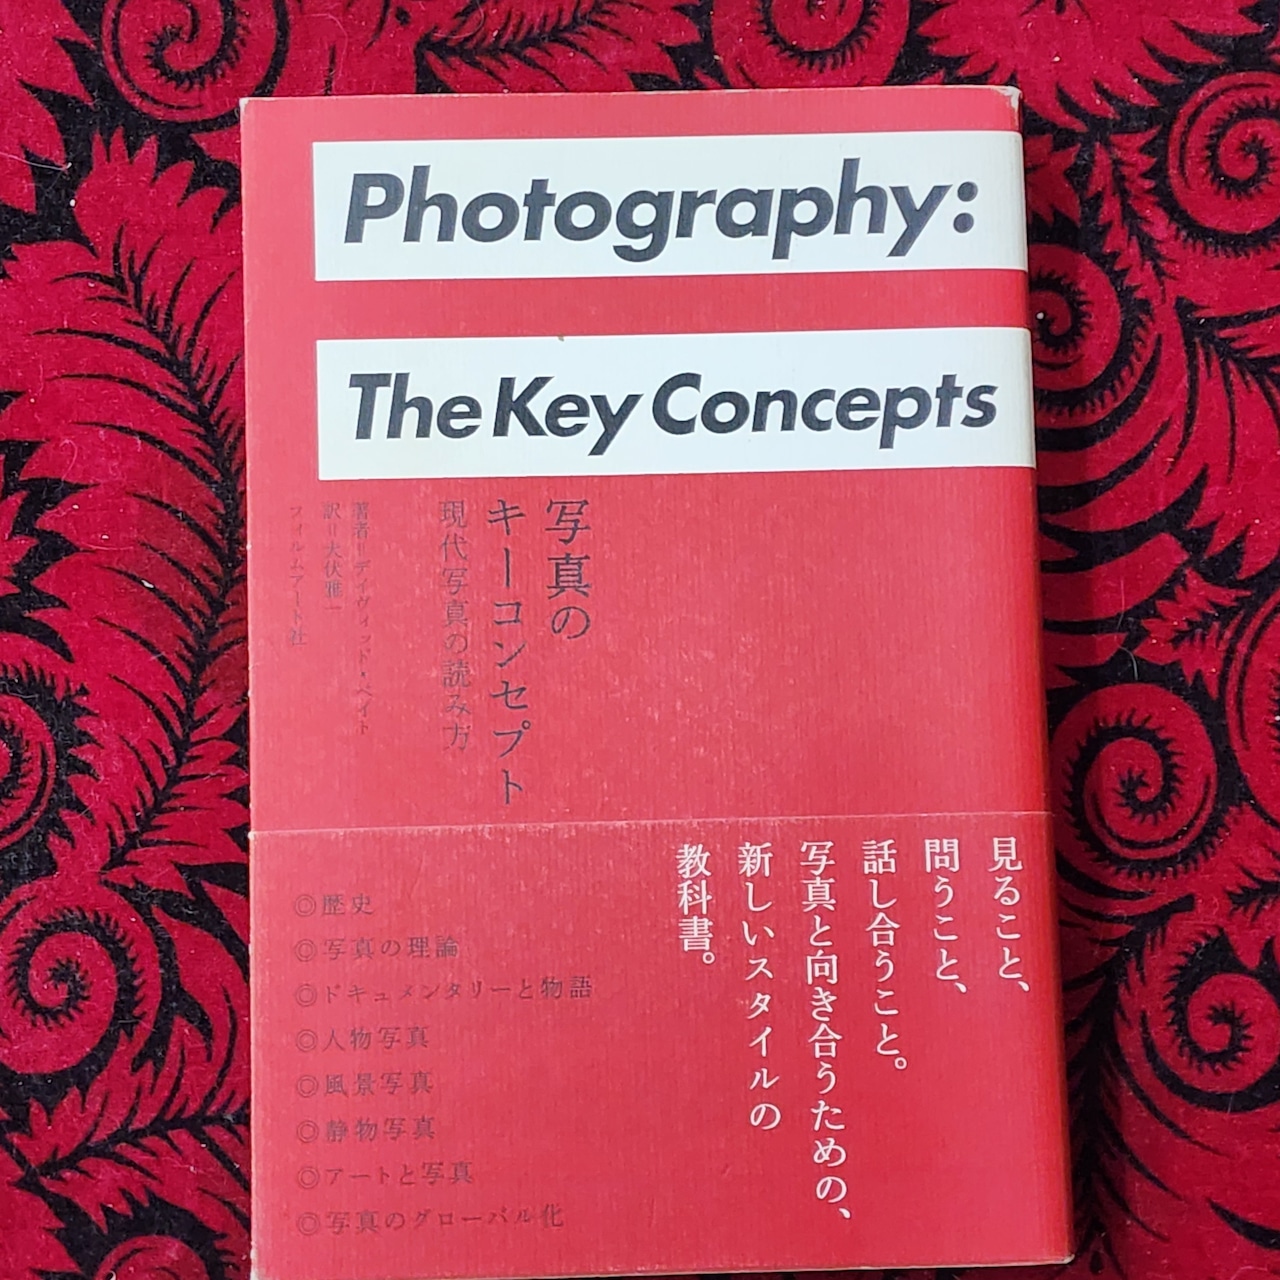 Photography:
The Key Concepts
写真の
キーコンセプト
現代写真の読み方
著者=デイヴィッド・ベイト
訳=大伏雅一
フィルムアート社
見ること、
問うこと、
話し合うこと。
写真と向き合うための、
新しいスタイルの
教科書。
◎歴史
◎写真の理論
◎ドキュメンタリーと物語
◎人物写真
◎風景写真
◎静物写真
◎アートと写真
◎写真のグローバル化